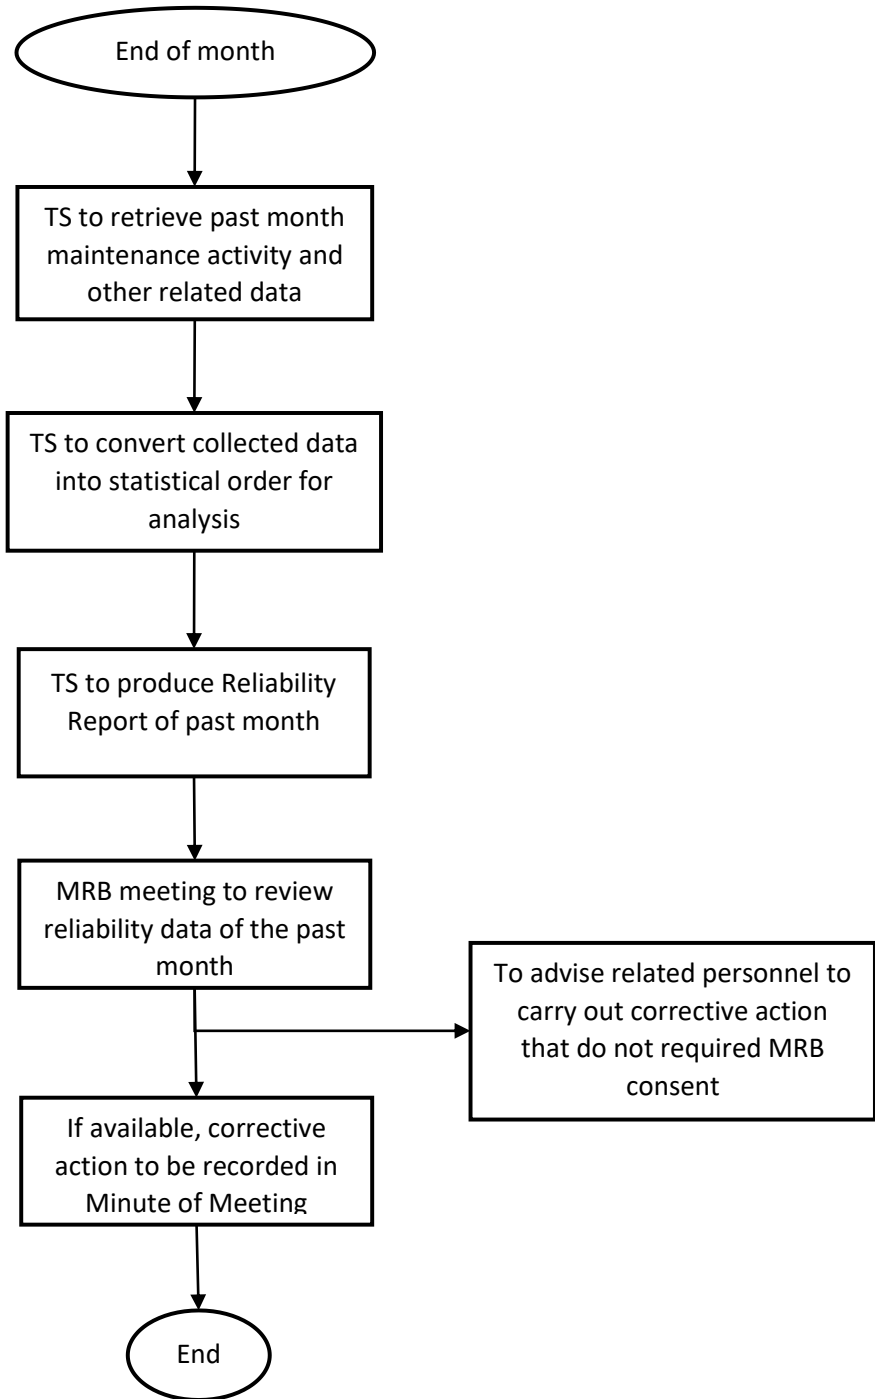 End of month
TS to retrieve past month
maintenance activity and
other related data
TS to convert collected data
into statistical order for
analysis
TS to produce Reliability
Report of past month
MRB meeting to review
reliability data of the past
month
To advise related personnel to
carry out corrective action
that do not required MRB
consent
If available, corrective
action to be recorded in
Minute of Meeting
End